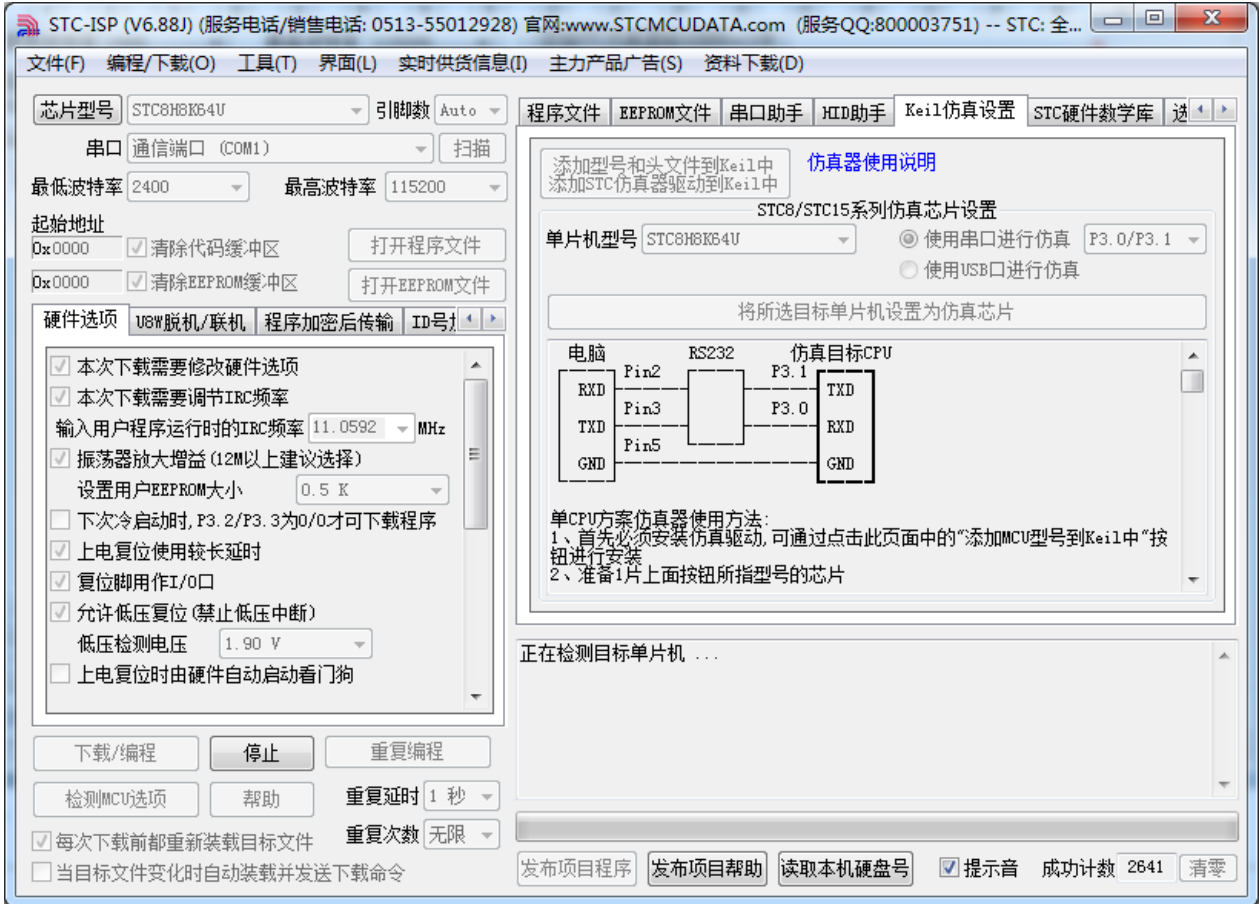 STC-ISP (V6.88J) (服务电话/销售电话: 0513-55012928) 官网:www.STCMCUDATA.com (服务QQ:800003751) -- STC: 全...
文件(F) 编程/下载(O) 工具(T) 界面(L) 实时供货信息(I) 主力产品广告(S) 资料下载(D)
芯片型号 STC8H8K64U 引脚数 Auto
串口 通信端口 (COM1) 扫描
最低波特率 2400 最高波特率 115200
起始地址
0x0000 清除代码缓冲区 打开程序文件
0x0000 清除EEPROM缓冲区 打开EEPROM文件
硬件选项 U8W脱机/联机 程序加密后传输 ID号
本次下载需要修改硬件选项
本次下载需要调节IRC频率
输入用户程序运行时的IRC频率 11.0592 MHz
振荡器放大增益(12M以上建议选择)
设置用户EEPROM大小 0.5 K
下次冷启动时,P3.2/P3.3为0/0才可下载程序
上电复位使用较长延时
复位脚用作I/O口
允许低压复位(禁止低压中断)
低压检测电压 1.90 V
上电复位时由硬件自动启动看门狗
下载/编程 停止 重复编程
检测MCU选项 帮助 重复延时 1 秒
每次下载前都重新装载目标文件 重复次数 无限
当目标文件变化时自动装载并发送下载命令
程序文件 EEPROM文件 串口助手 HID助手 Keil仿真设置 STC硬件数学库 选
添加型号和头文件到Keil中
添加STC仿真器驱动到Keil中
仿真器使用说明
STC8/STC15系列仿真芯片设置
单片机型号 STC8H8K64U 使用串口进行仿真 P3.0/P3.1
使用USB口进行仿真
将所选目标单片机设置为仿真芯片
电脑 RS232 仿真目标CPU
Pin2 P3.1
RXD TXD
Pin3 P3.0
TXD RXD
Pin5
GND GND
单CPU方案仿真器使用方法:
1、首先必须安装仿真驱动,可通过点击此页面中的“添加MCU型号到Keil中”按
钮进行安装
2、准备1片上面按钮所指型号的芯片
正在检测目标单片机 ...
发布项目程序 发布项目帮助 读取本机硬盘号 提示音 成功计数 2641 清零